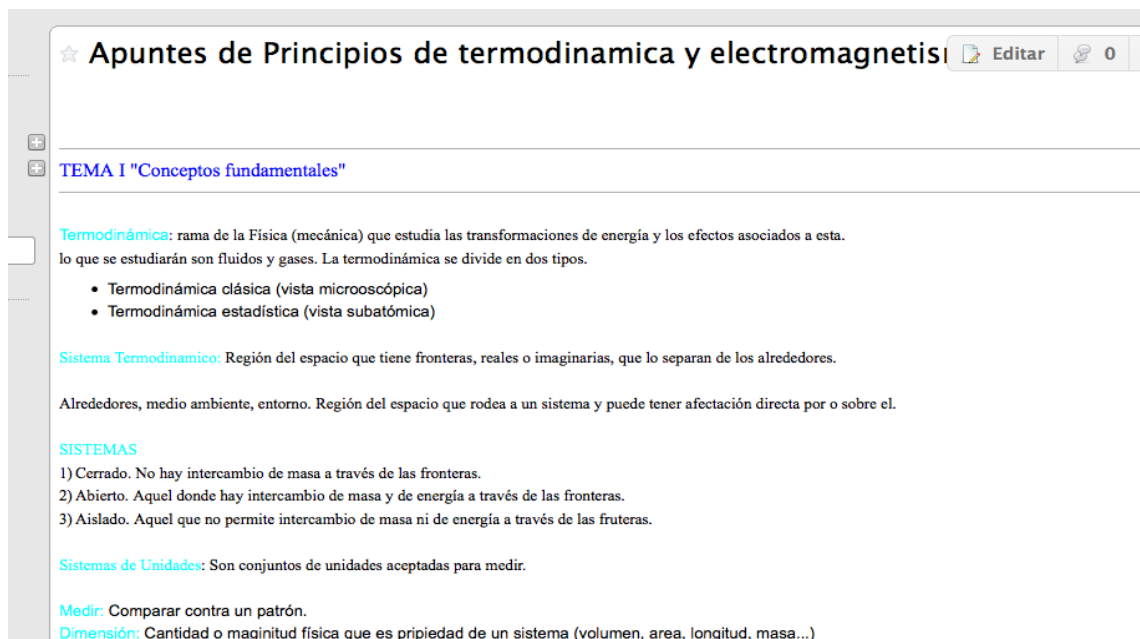 Apuntes de Principios de termodinamica y electromagnetis
Editar
0
TEMA I "Conceptos fundamentales"
Termodinámica: rama de la Física (mecánica) que estudia las transformaciones de energía y los efectos asociados a esta.
lo que se estudiarán son fluidos y gases. La termodinámica se divide en dos tipos.
• Termodinámica clásica (vista microoscópica)
• Termodinámica estadística (vista subatómica)
Sistema Termodinamico: Región del espacio que tiene fronteras, reales o imaginarias, que lo separan de los alrededores.
Alrededores, medio ambiente, entorno. Región del espacio que rodea a un sistema y puede tener afectación directa por o sobre el.
SISTEMAS
1) Cerrado. No hay intercambio de masa a través de las fronteras.
2) Abierto. Aquel donde hay intercambio de masa y de energía a través de las fronteras.
3) Aislado. Aquel que no permite intercambio de masa ni de energía a través de las fruteras.
Sistemas de Unidades: Son conjuntos de unidades aceptadas para medir.
Medir: Comparar contra un patrón.
Dimensión: Cantidad o maginitud física que es pripiedad de un sistema (volumen, area, longitud, masa...)